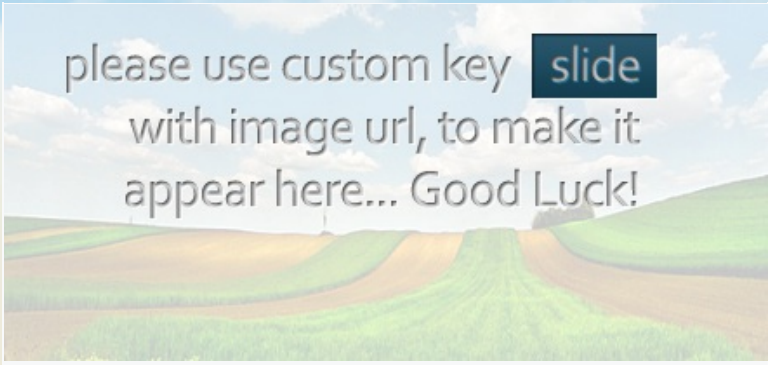 please use custom key slide
with image url, to make it
appear here... Good Luck!